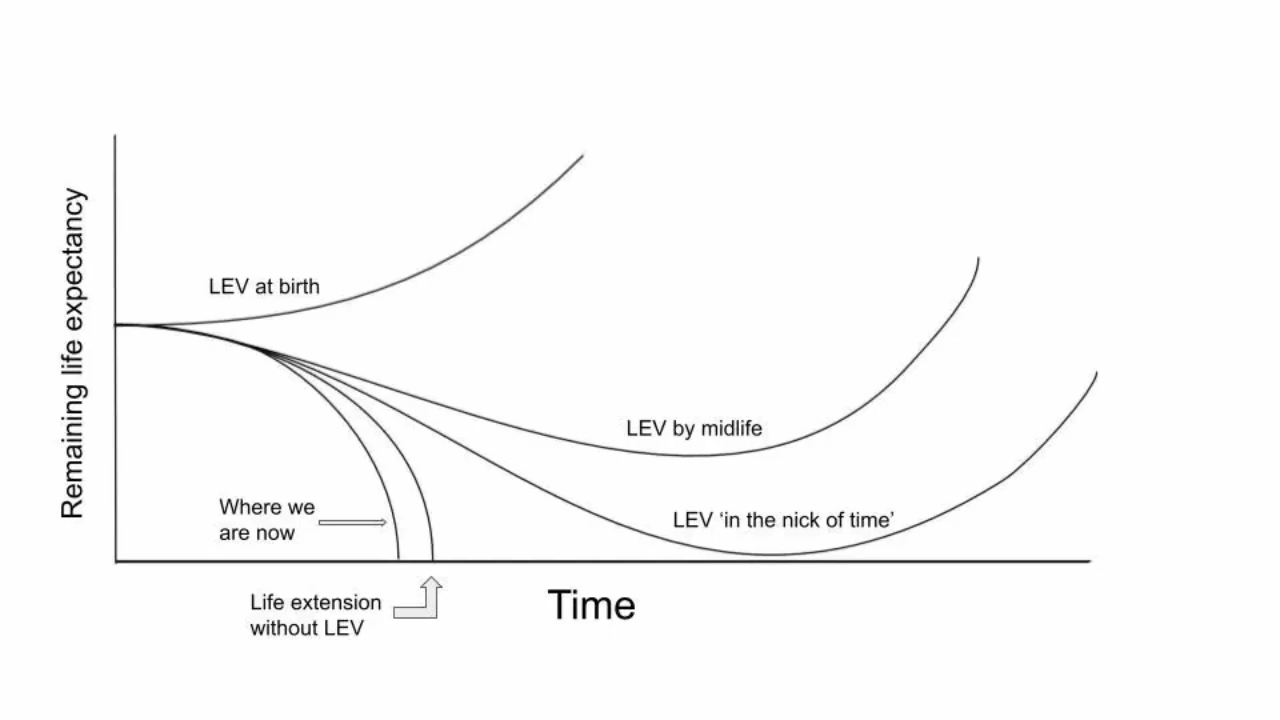 Remaining life expectancy
LEV at birth
LEV by midlife
Where we
are now
LEV ‘in the nick of time’
Life extension
without LEV
Time